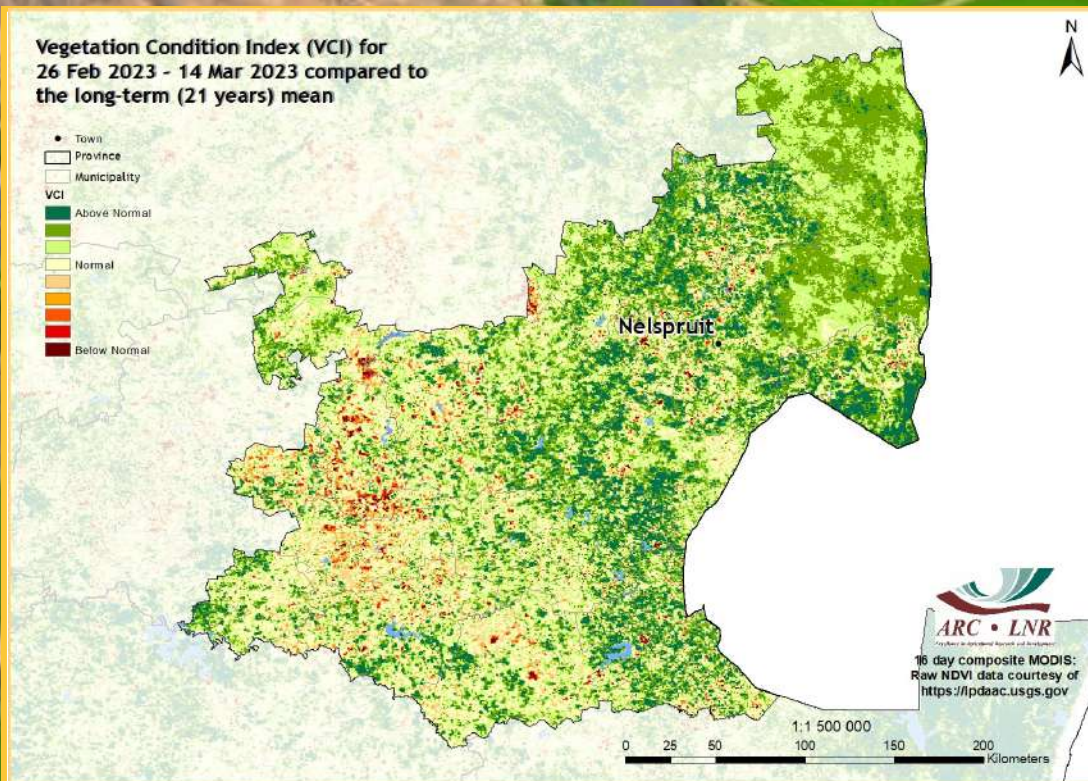 Vegetation Condition Index (VCI) for
26 Feb 2023 - 14 Mar 2023 compared to
the long-term (21 years) mean
N
Town
Province
Municipality
VCI
Above Normal
Normal
Below Normal
Nelspruit
ARC • LNR
16 day composite MODIS:
Raw NDVI data courtesy of
https://lpdaac.usgs.gov
1:1 500 000
0 25 50 100 150 200
Kilometers